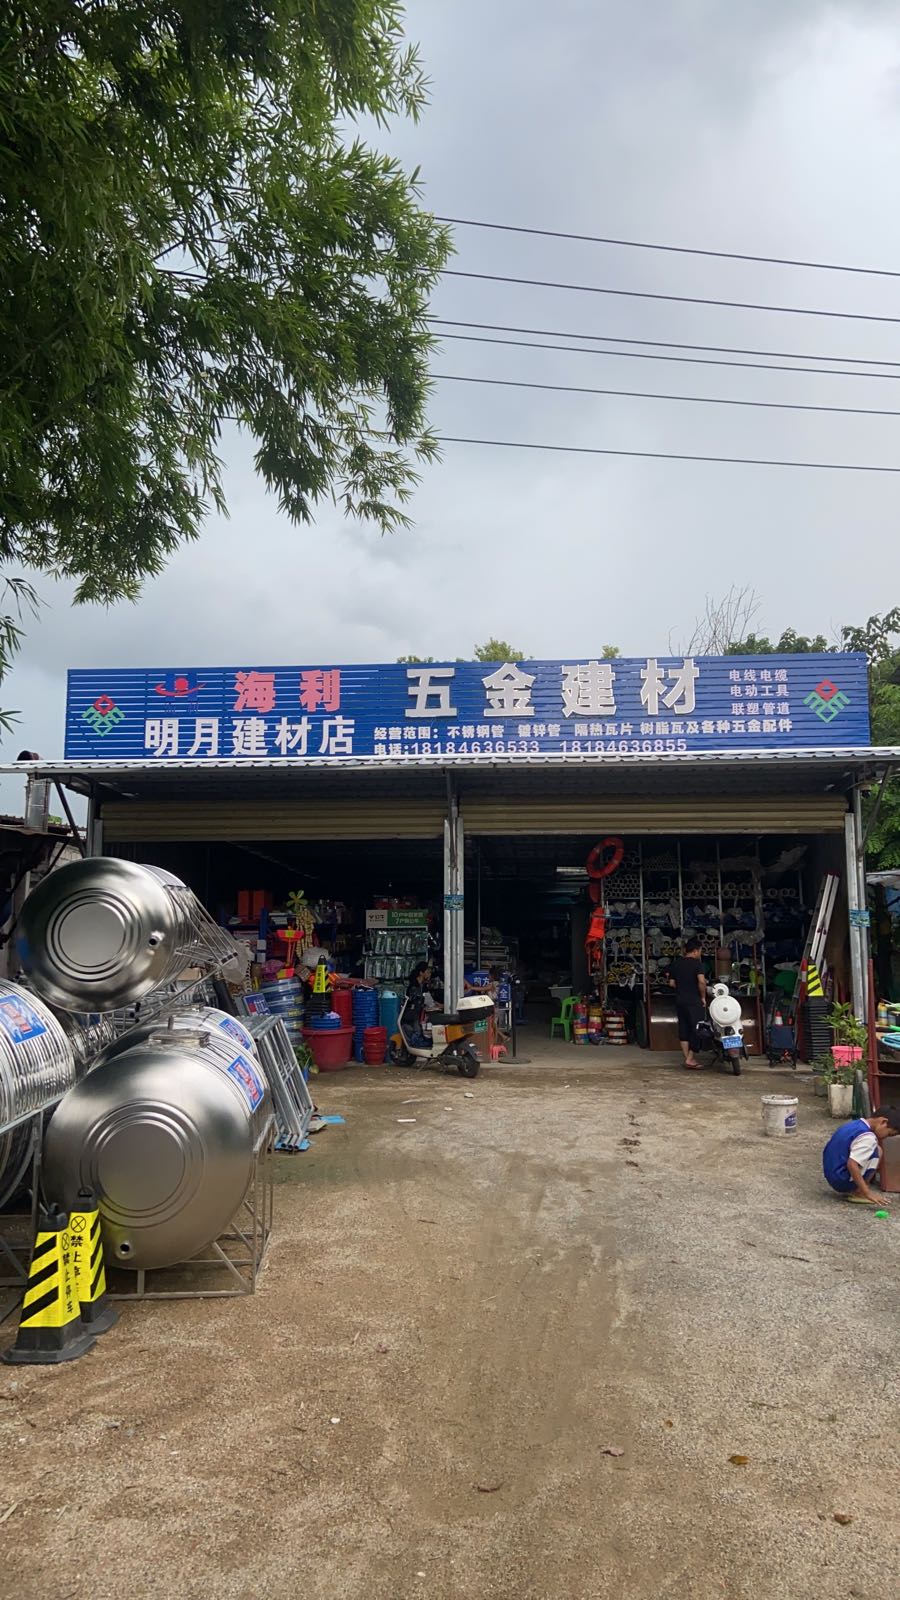 海利 五金建材
明月建材店
经营范围：不锈钢管 镀锌管 隔热瓦片 树脂瓦及各种五金配件
电话:18184636533 18184636855
电线电缆
电动工具
联塑管道
禁止停车